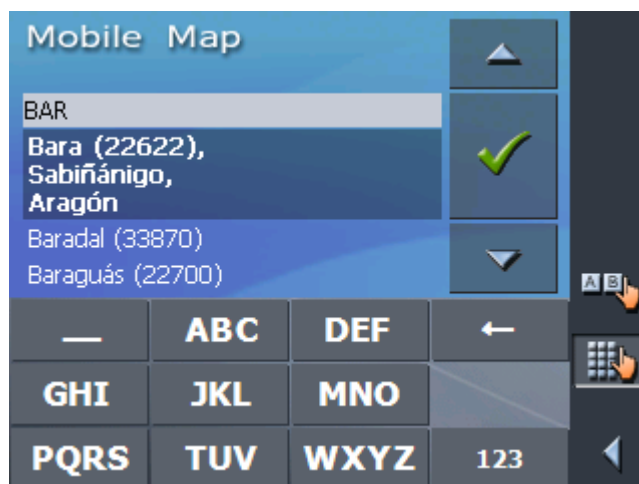 Mobile Map
BAR
Bara (22622),
Sabiñánigo,
Aragón
Baradal (33870)
Baraguás (22700)
_ ABC DEF ←
GHI JKL MNO
PQRS TUV WXYZ 123
A B